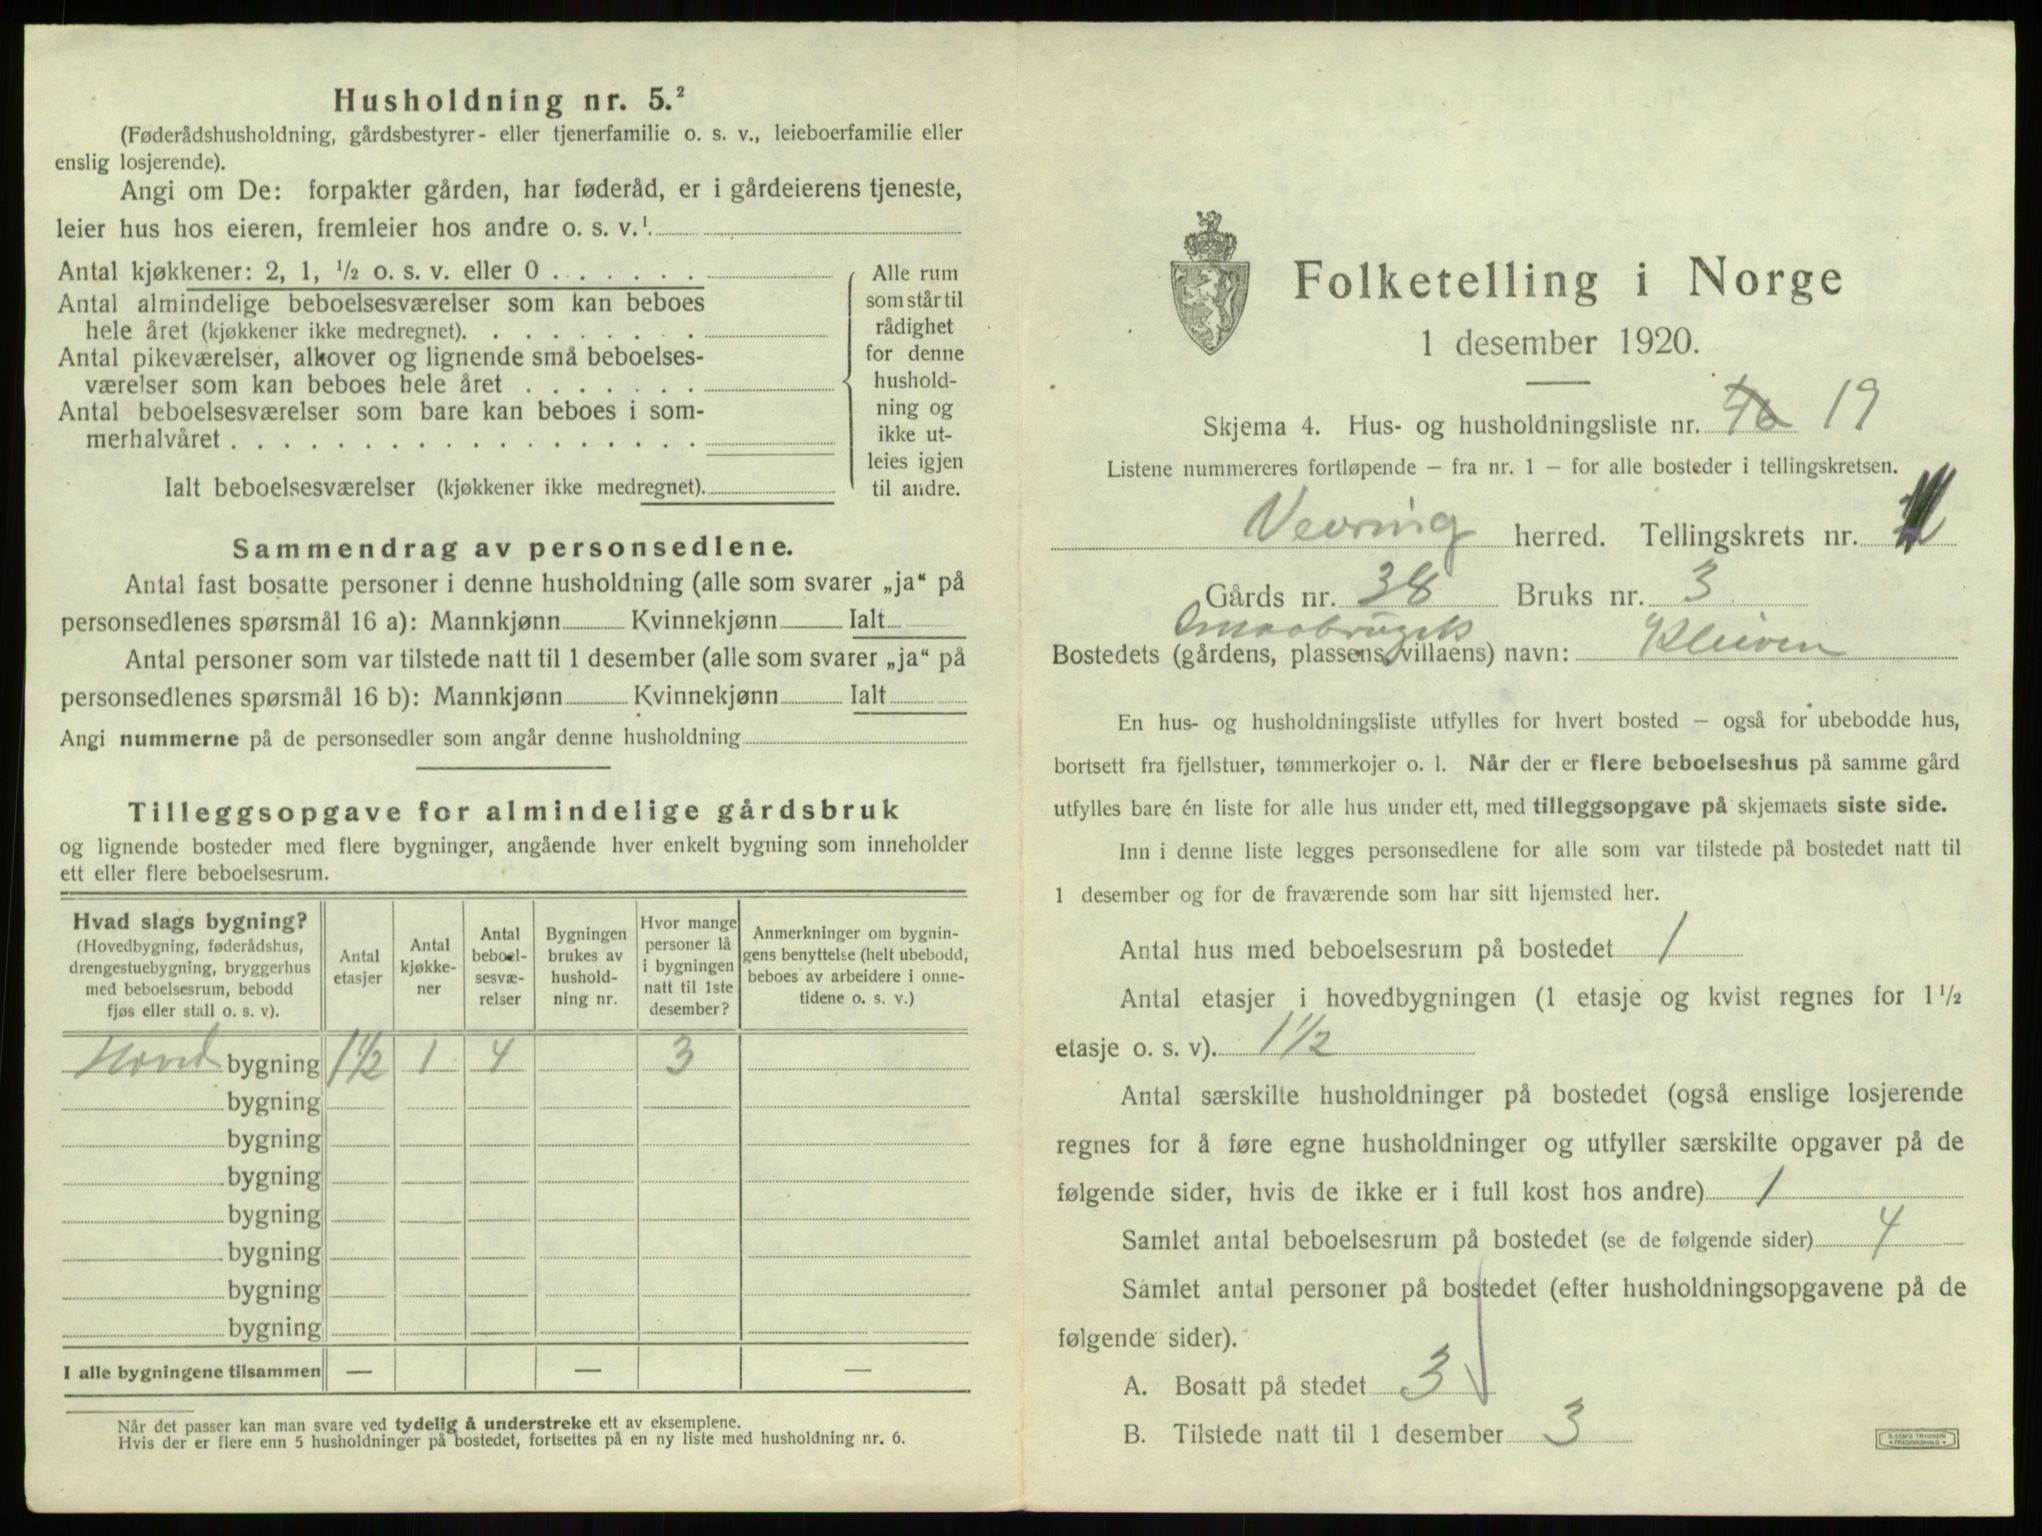 Husholdning nr. 5.²
(Føderådshusholdning, gårdsbestyrer- eller tjenerfamilie o. s. v., leieboerfamilie eller
enslig losjerende).
Angi om De: forpakter gården, har føderåd, er i gårdeierens tjeneste,
leier hus hos eieren, fremleier hos andre o. s. v.¹
Antal kjøkkener: 2, 1, ½ o. s. v. eller 0 . . . . . .
Antal almindelige beboelsesværelser som kan beboes
hele året (kjøkkener ikke medregnet). . . . . . . .
Antal pikeværelser, alkover og lignende små beboelses-
værelser som kan beboes hele året . . . . . . .
Antal beboelsesværelser som bare kan beboes i som-
merhalvåret . . . . . . . . . . . . . . . . .
Ialt beboelsesværelser (kjøkkener ikke medregnet).
Alle rum
som står til
rådighet
for denne
hushold-
ning og
ikke ut-
leies igjen
til andre.
Sammendrag av personsedlene.
Antal fast bosatte personer i denne husholdning (alle som svarer „ja“ på
personsedlenes spørsmål 16 a): Mannkjønn Kvinnekjønn Ialt
Antal personer som var tilstede natt til 1 desember (alle som svarer „ja“ på
personsedlenes spørsmål 16 b): Mannkjønn Kvinnekjønn Ialt
Angi nummerne på de personsedler som angår denne husholdning
Tilleggsopgave for almindelige gårdsbruk
og lignende bosteder med flere bygninger, angående hver enkelt bygning som inneholder
ett eller flere beboelsesrum.
Hvad slags bygning?
(Hovedbygning, føderådshus,
drengestuebygning, bryggerhus
med beboelsesrum, bebodd
fjøs eller stall o. s. v).
Antal
etasjer
Antal
kjøkke-
ner
Antal
beboel-
sesvæ-
relser
Bygningen
brukes av
hushold-
ning nr.
Hvor mange
personer lå
i bygningen
natt til 1ste
desember?
Anmerkninger om bygnin-
gens benyttelse (helt ubebodd,
beboes av arbeidere i onne-
tidene o. s. v.)
Hoved bygning 1½ 1 4 3
bygning
bygning
bygning
bygning
bygning
bygning
bygning
I alle bygningene tilsammen — — —
Når det passer kan man svare ved tydelig å understreke ett av eksemplene.
Hvis der er flere enn 5 husholdninger på bostedet, fortsettes på en ny liste med husholdning nr. 6.
Folketelling i Norge
1 desember 1920.
Skjema 4. Hus- og husholdningsliste nr. 46 19
Listene nummereres fortløpende – fra nr. 1 – for alle bosteder i tellingskretsen.
Vevring herred. Tellingskrets nr.
Gårds nr. 38 Bruks nr. 3
Smaabrugsk
Bostedets (gårdens, plassens, villaens) navn: Kleiven
En hus- og husholdningsliste utfylles for hvert bosted – også for ubebodde hus,
bortsett fra fjellstuer, tømmerkojer o. l. Når der er flere beboelseshus på samme gård
utfylles bare én liste for alle hus under ett, med tilleggsopgave på skjemaets siste side.
Inn i denne liste legges personsedlene for alle som var tilstede på bostedet natt til
1 desember og for de fraværende som har sitt hjemsted her.
Antal hus med beboelsesrum på bostedet 1
Antal etasjer i hovedbygningen (1 etasje og kvist regnes for 1½
etasje o. s. v). 1½
Antal særskilte husholdninger på bostedet (også enslige losjerende
regnes for å føre egne husholdninger og utfyller særskilte opgaver på de
følgende sider, hvis de ikke er i full kost hos andre) 1
Samlet antal beboelsesrum på bostedet (se de følgende sider) 4
Samlet antal personer på bostedet (efter husholdningsopgavene på de
følgende sider).
A. Bosatt på stedet 3
B. Tilstede natt til 1 desember 3